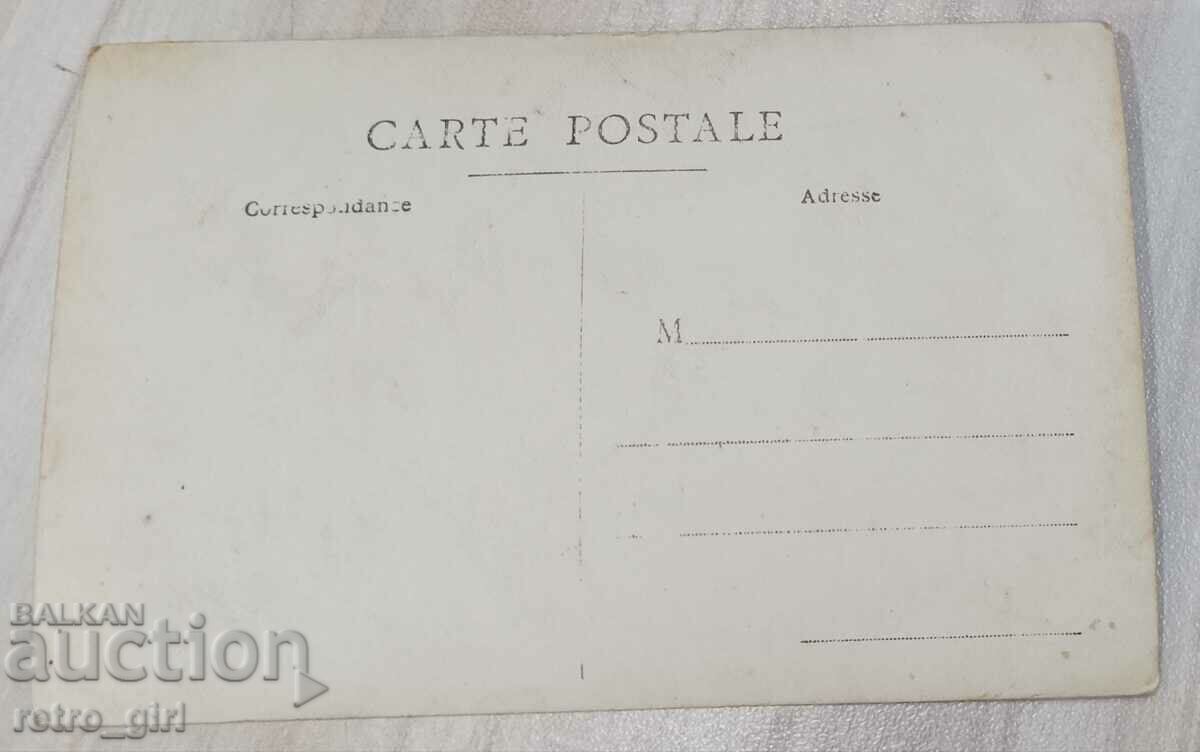 CARTE POSTALE
Correspondance
Adresse
M
BALKAN
auction
retro_girl